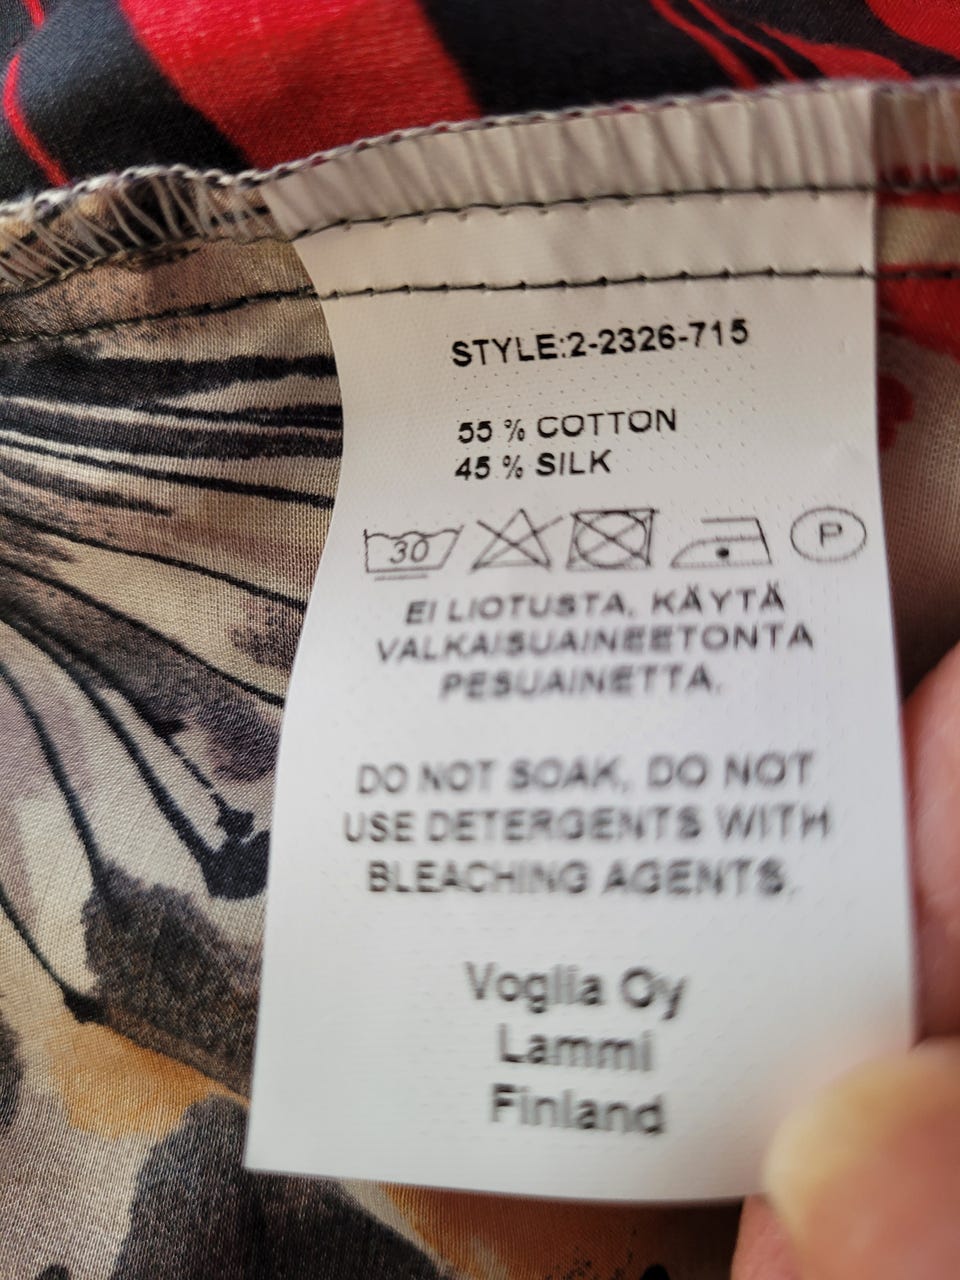 STYLE:2-2326-715
55 % COTTON
45 % SILK
30 P
EI LIOTUSTA, KÄYTÄ
VALKAISUAINEETONTA
PESUAINETTA.
DO NOT SOAK, DO NOT
USE DETERGENTS WITH
BLEACHING AGENTS.
Voglia Oy
Lammi
Finland